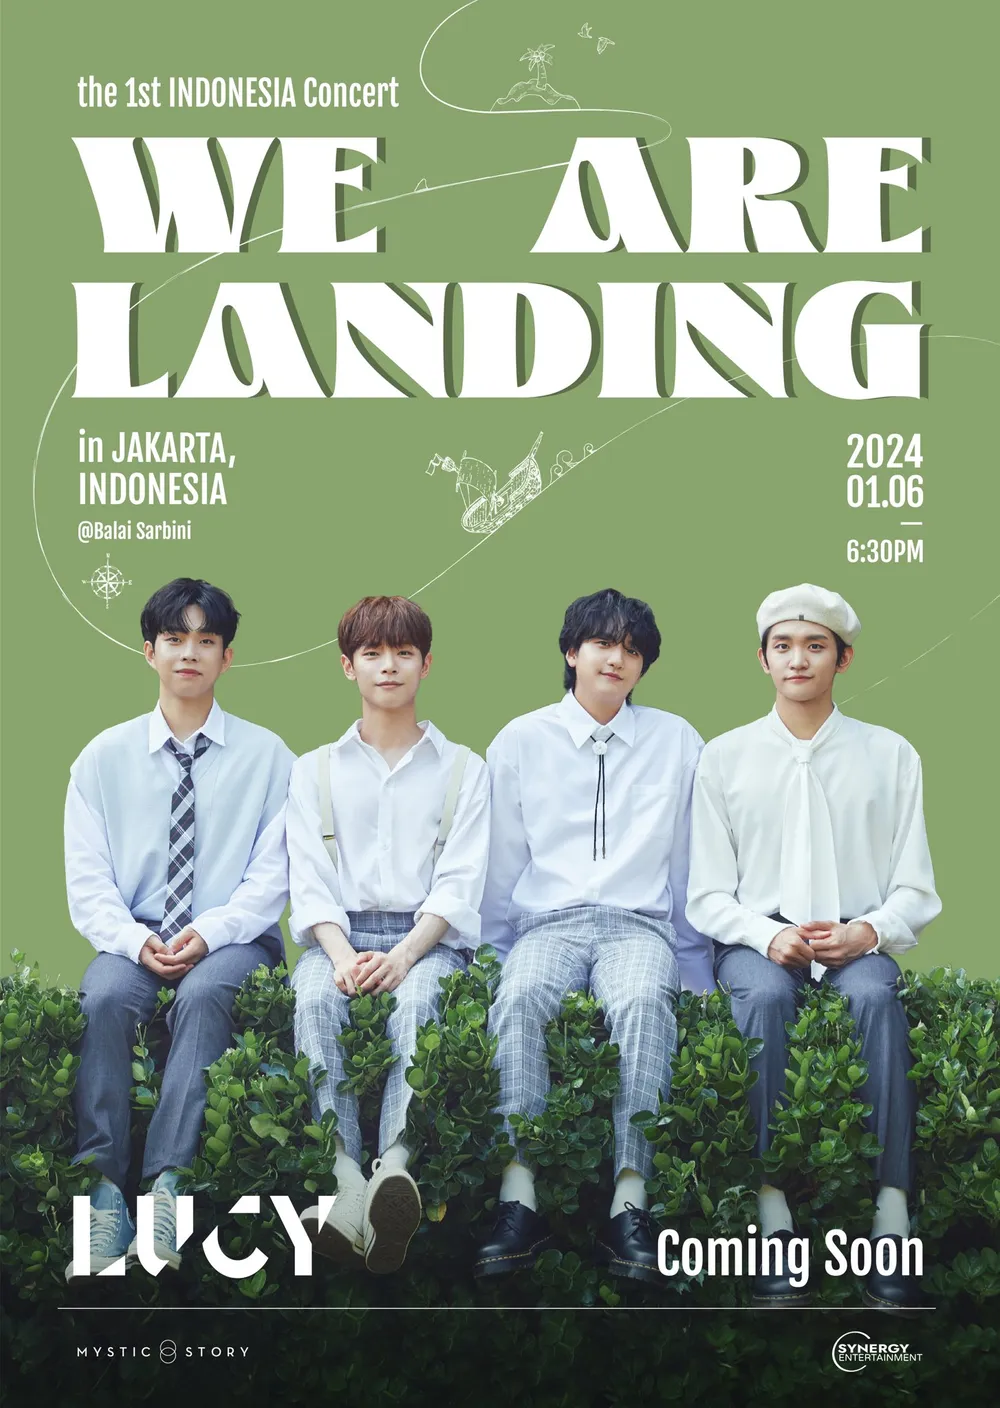 the 1st INDONESIA Concert
WE ARE
LANDING
in JAKARTA,
INDONESIA
@Balai Sarbini
2024
01.06
6:30PM
LUCY
Coming Soon
MYSTIC STORY
SYNERGY
ENTERTAINMENT